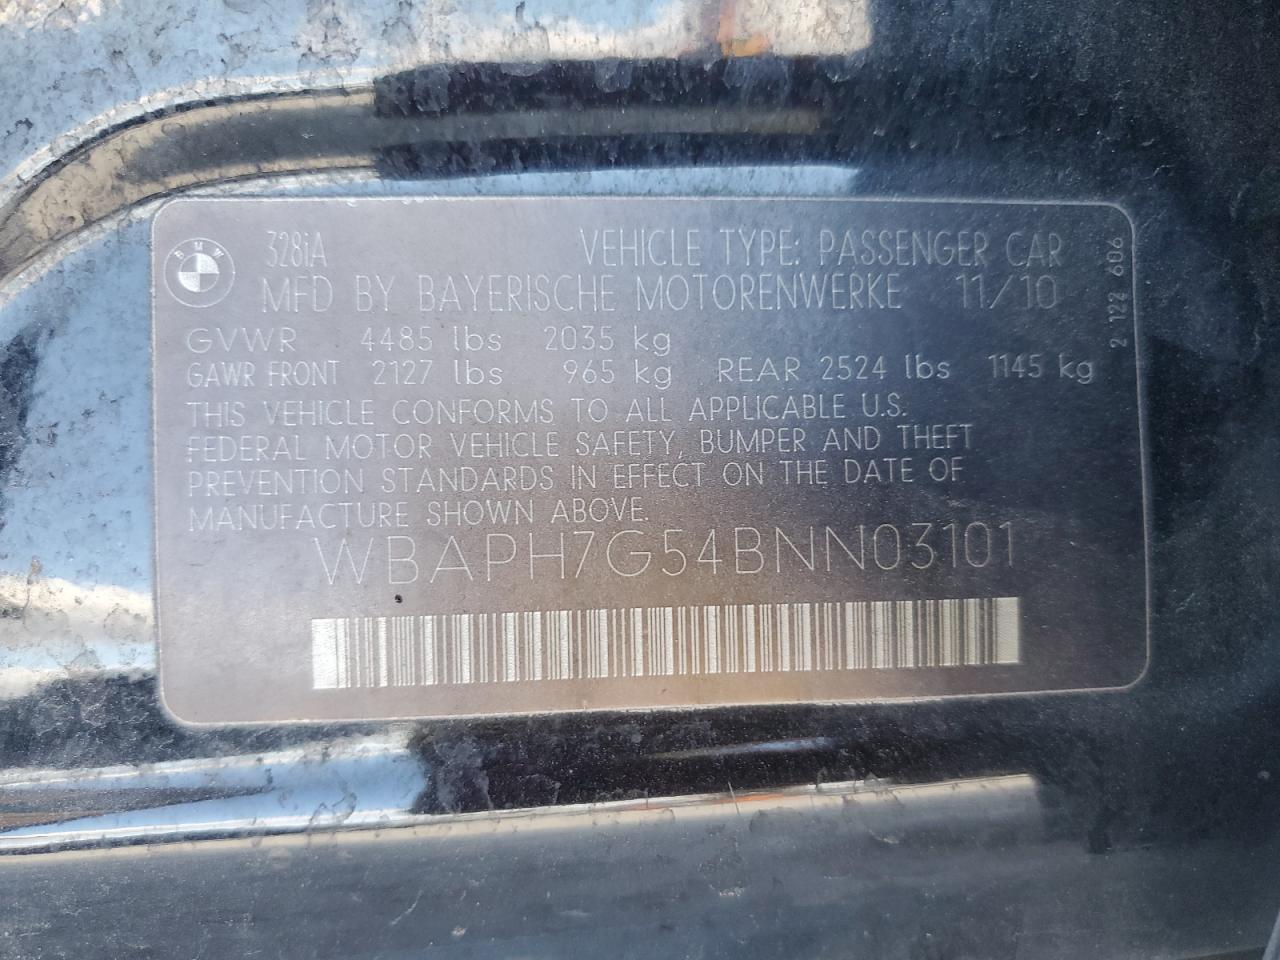 BMW
328iA VEHICLE TYPE: PASSENGER CAR
MFD BY BAYERISCHE MOTORENWERKE 11/10
GVWR 4485 lbs 2035 kg
GAWR FRONT 2127 lbs 965 kg REAR 2524 lbs 1145 kg
THIS VEHICLE CONFORMS TO ALL APPLICABLE U.S.
FEDERAL MOTOR VEHICLE SAFETY, BUMPER AND THEFT
PREVENTION STANDARDS IN EFFECT ON THE DATE OF
MANUFACTURE SHOWN ABOVE.
WBAPH7G54BNN03101
2 122 606